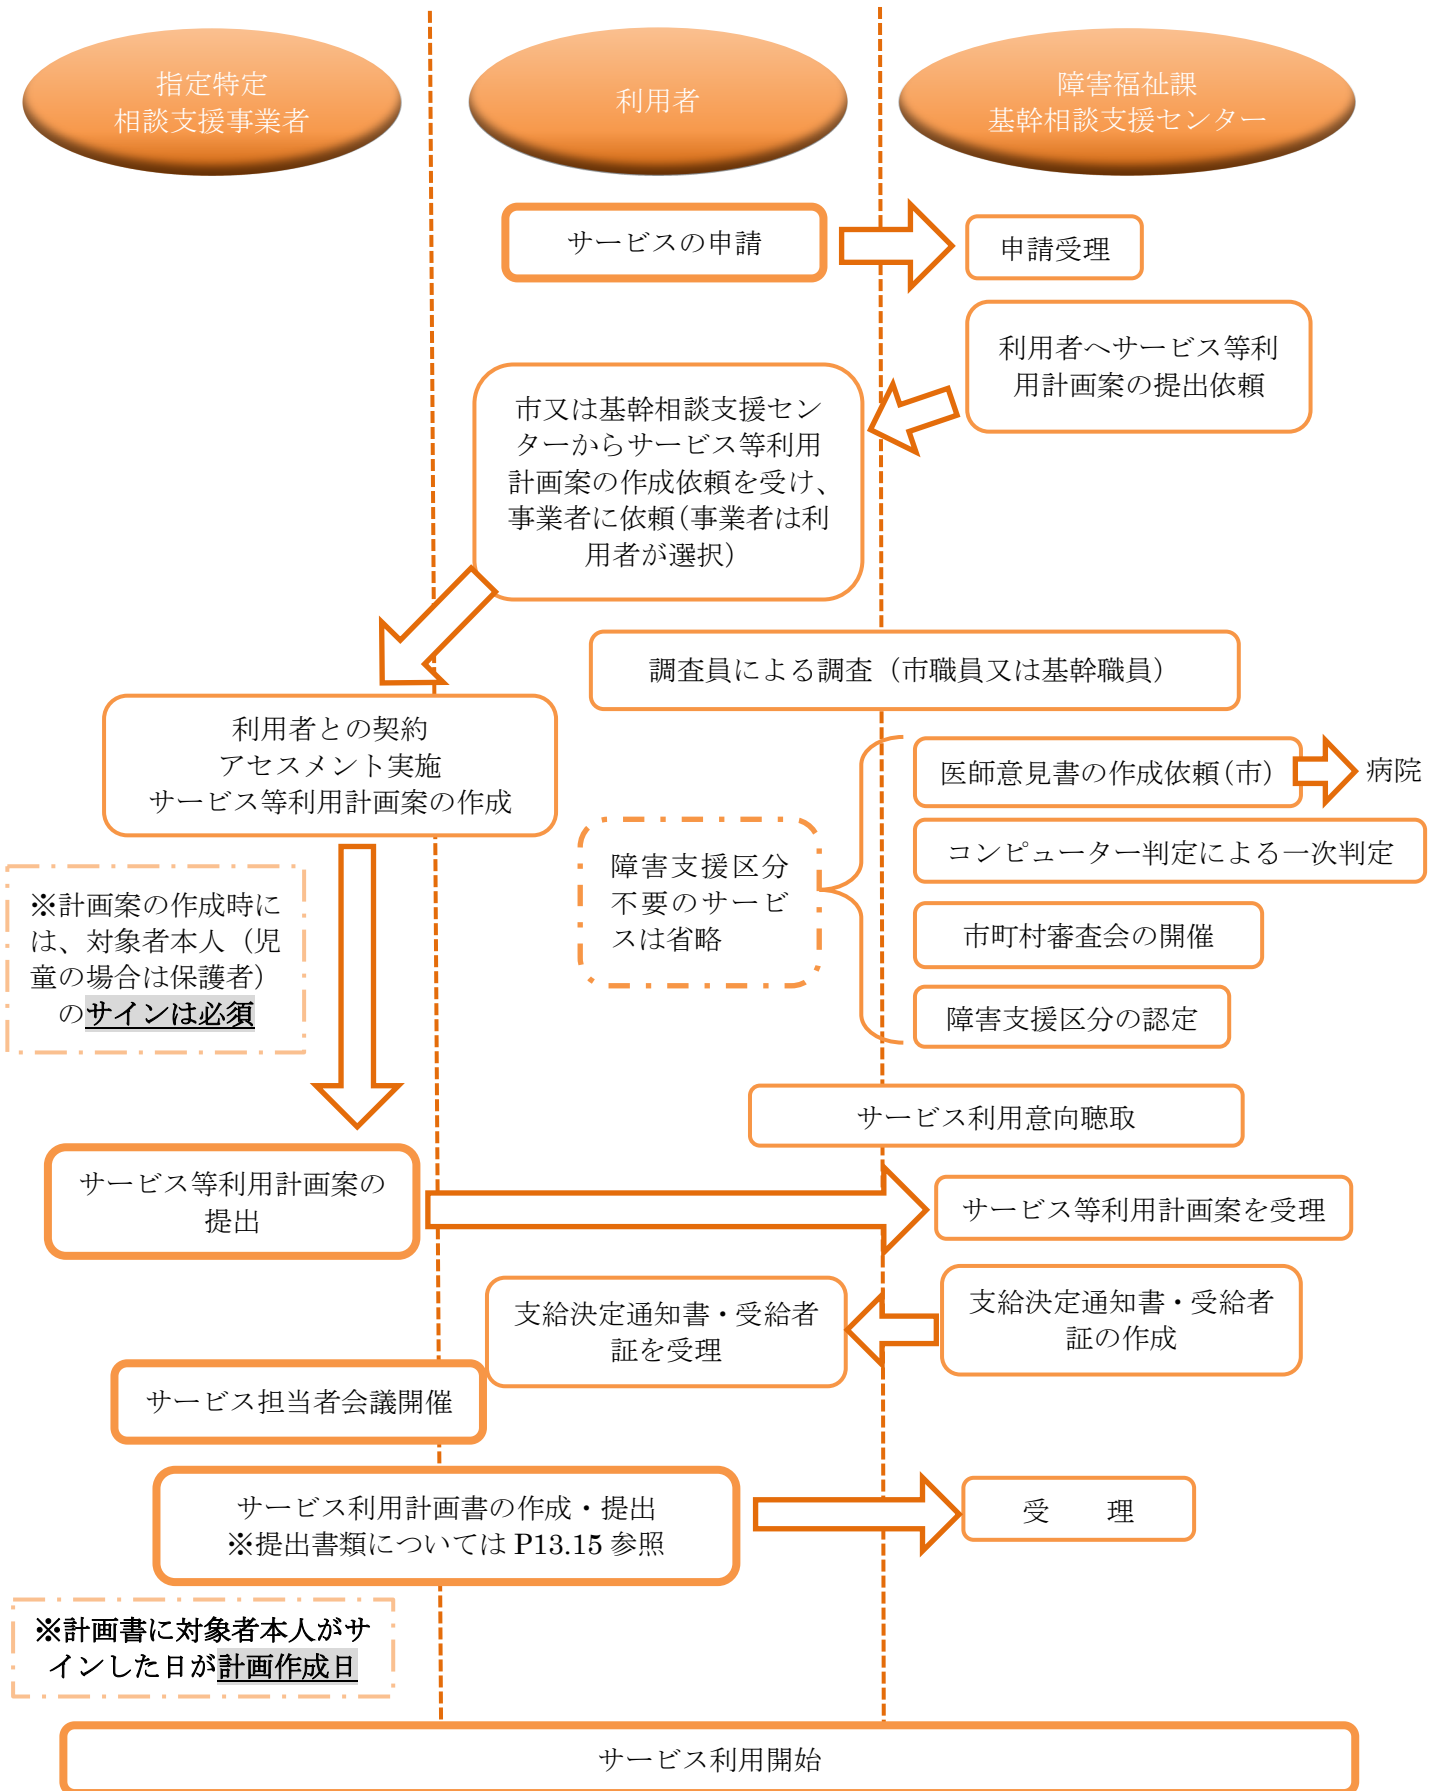 指定特定
相談支援事業者
利用者
障害福祉課
基幹相談支援センター
サービスの申請
申請受理
利用者へサービス等利
用計画案の提出依頼
市又は基幹相談支援セン
ターからサービス等利用
計画案の作成依頼を受け、
事業者に依頼（事業者は利
用者が選択）
調査員による調査（市職員又は基幹職員）
利用者との契約
アセスメント実施
サービス等利用計画案の作成
医師意見書の作成依頼（市）
病院
コンピューター判定による一次判定
障害支援区分
不要のサービ
スは省略
市町村審査会の開催
障害支援区分の認定
※計画案の作成時に
は、対象者本人（児
童の場合は保護者）
のサインは必須
サービス利用意向聴取
サービス等利用計画案の
提出
サービス等利用計画案を受理
支給決定通知書・受給者
証の作成
支給決定通知書・受給者
証を受理
サービス担当者会議開催
サービス利用計画書の作成・提出
※提出書類については P13.15 参照
受　　理
※計画書に対象者本人がサ
インした日が計画作成日
サービス利用開始